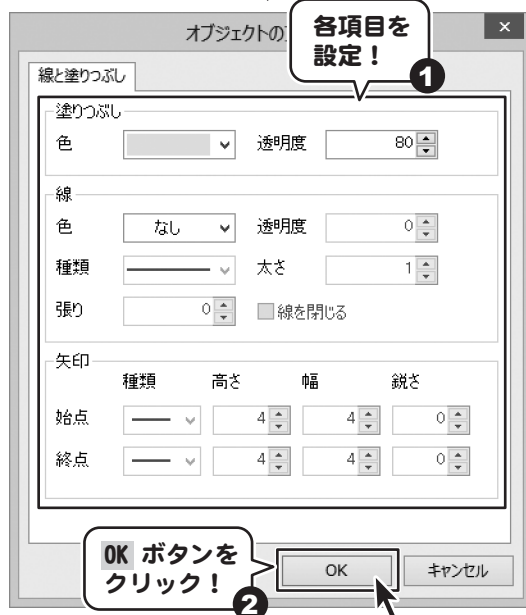 オブジェクトの
各項目を
設定！
1
線と塗りつぶし
塗りつぶし
色 透明度 80
線
色 なし 透明度 0
種類 太さ 1
張り 0 線を閉じる
矢印
種類 高さ 幅 鋭さ
始点 4 4 0
終点 4 4 0
OK ボタンを
クリック！
2
OK キャンセル